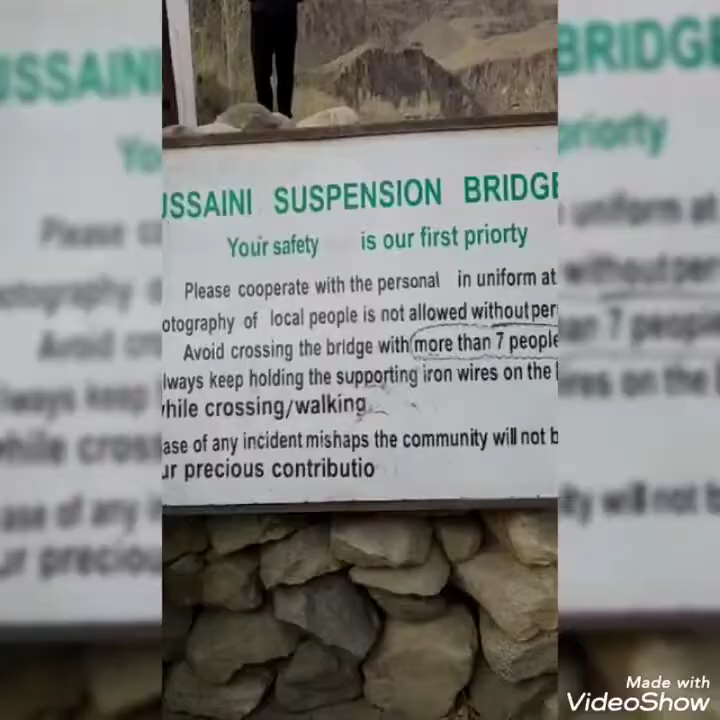 USSAINI SUSPENSION BRIDGE
Your safety is our first priorty
Please cooperate with the personal in uniform at
otography of local people is not allowed without per
Avoid crossing the bridge with more than 7 people
lways keep holding the supporting iron wires on the
while crossing/walking
ase of any incident mishaps the community will not b
ur precious contributio
Made with
VideoShow